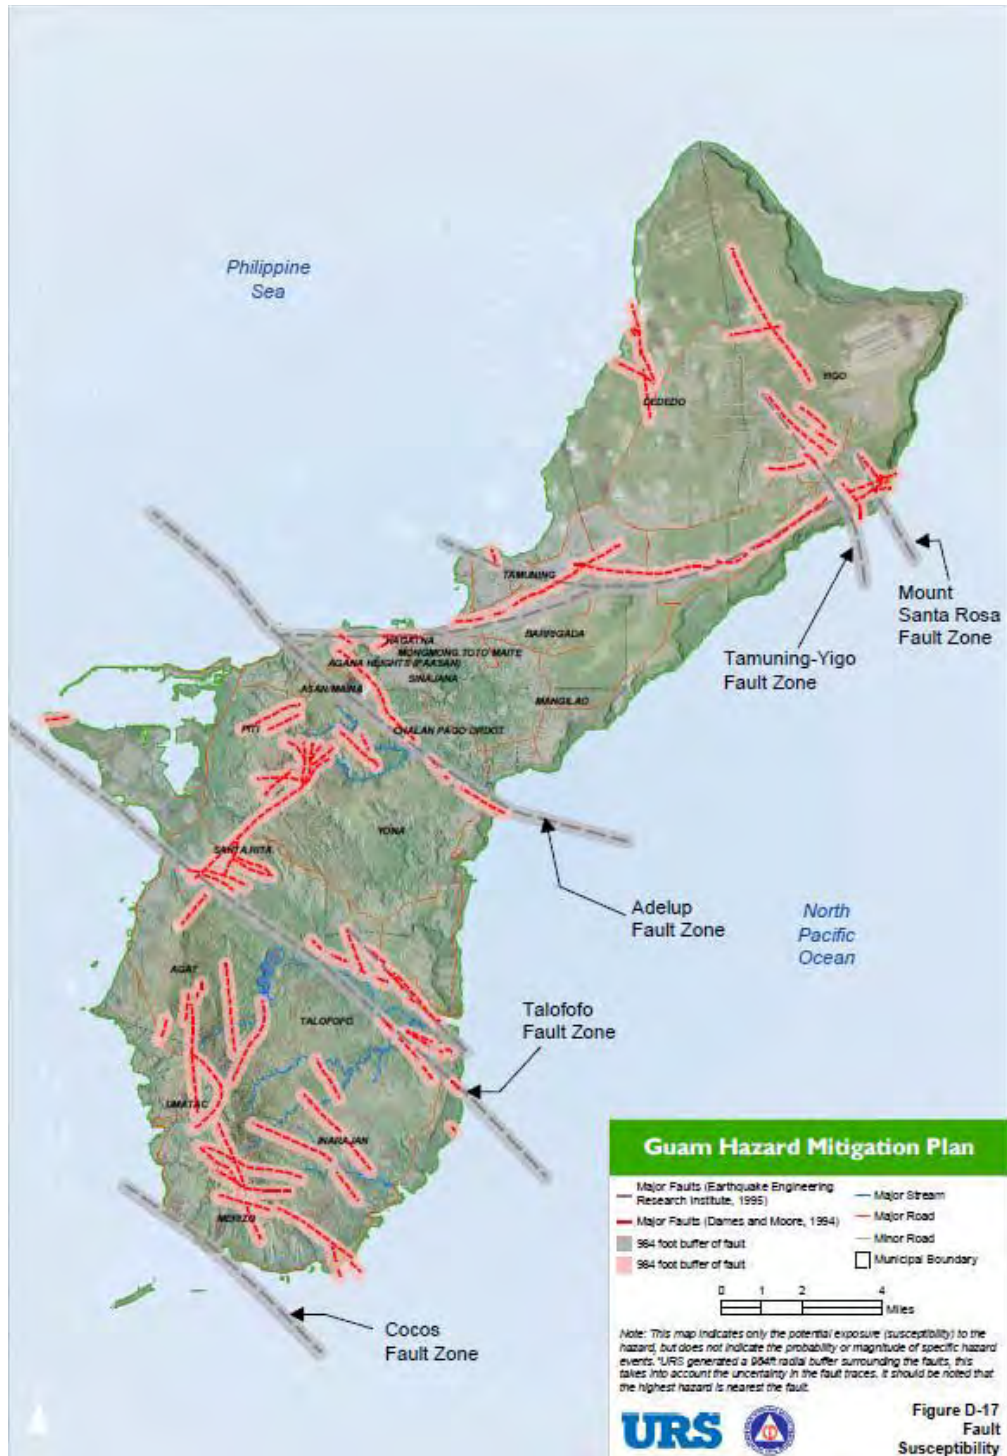 Philippine
Sea
YIGO
DEDEDO
TAMUNING
Mount
Santa Rosa
Fault Zone
Tamuning-Yigo
Fault Zone
HAGATNA
BARRIGADA
MONGMONG TOTO MAITE
AGANA HEIGHTS (PAASAN)
SINAJANA
ASAN MAINA
MANGILAO
PITI
CHALAN PAGO ORDOT
YONA
SANTA RITA
Adelup
Fault Zone
North
Pacific
Ocean
AGAT
TALOFOFO
Talofofo
Fault Zone
UMATAC
INARAJAN
MERIZO
Cocos
Fault Zone
Guam Hazard Mitigation Plan
Major Faults (Earthquake Engineering
Research Institute, 1995)
Major Faults (Dames and Moore, 1994)
984 foot buffer of fault
984 foot buffer of fault
Major Stream
Major Road
Minor Road
Municipal Boundary
0 1 2 4
Miles
Note: This map indicates only the potential exposure (susceptibility) to the
hazard, but does not indicate the probability or magnitude of specific hazard
events. *URS generated a 984ft radial buffer surrounding the faults, this
takes into account the uncertainty in the fault traces. It should be noted that
the highest hazard is nearest the fault.
URS
Figure D-17
Fault
Susceptibility